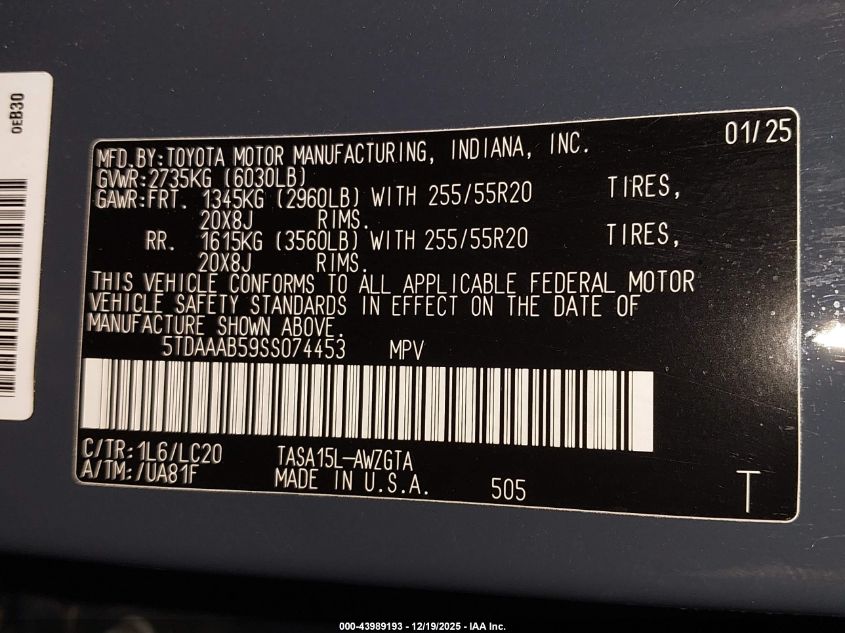 0EB30
01/25
MFD.BY:TOYOTA MOTOR MANUFACTURING, INDIANA, INC.
GVWR:2735KG (6030LB)
GAWR:FRT. 1345KG (2960LB) WITH 255/55R20 TIRES,
20X8J RIMS.
RR. 1615KG (3560LB) WITH 255/55R20 TIRES,
20X8J RIMS.
THIS VEHICLE CONFORMS TO ALL APPLICABLE FEDERAL MOTOR
VEHICLE SAFETY STANDARDS IN EFFECT ON THE DATE OF
MANUFACTURE SHOWN ABOVE.
5TDAAAB59SS074453 MPV
C/TR:1L6/LC20 TASA15L-AWZGTA
A/TM:/UA81F MADE IN U.S.A. 505 T
000-43989193 - 12/19/2025 - IAA Inc.